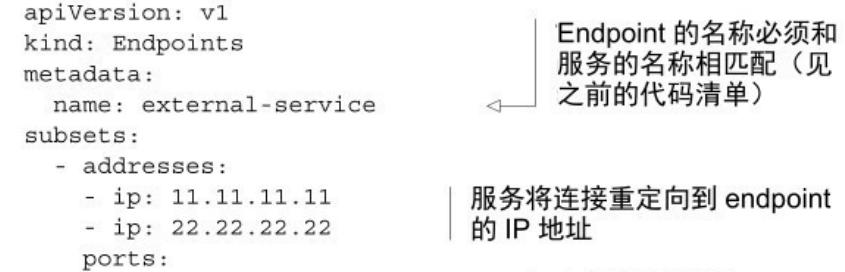 apiVersion: v1
kind: Endpoints
metadata:
  name: external-service
Endpoint 的名称必须和
服务的名称相匹配（见
之前的代码清单）
subsets:
  - addresses:
    - ip: 11.11.11.11
    - ip: 22.22.22.22
服务将连接重定向到 endpoint
的 IP 地址
    ports: